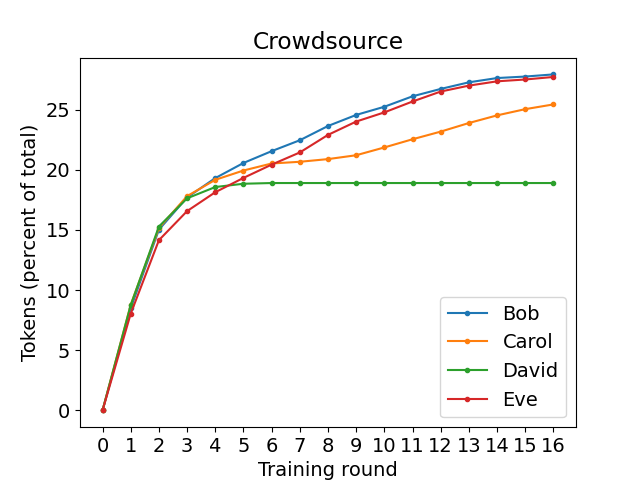 Crowdsource
Tokens (percent of total)
25
20
15
10
5
0
Bob
Carol
David
Eve
0 1 2 3 4 5 6 7 8 9 10 11 12 13 14 15 16
Training round